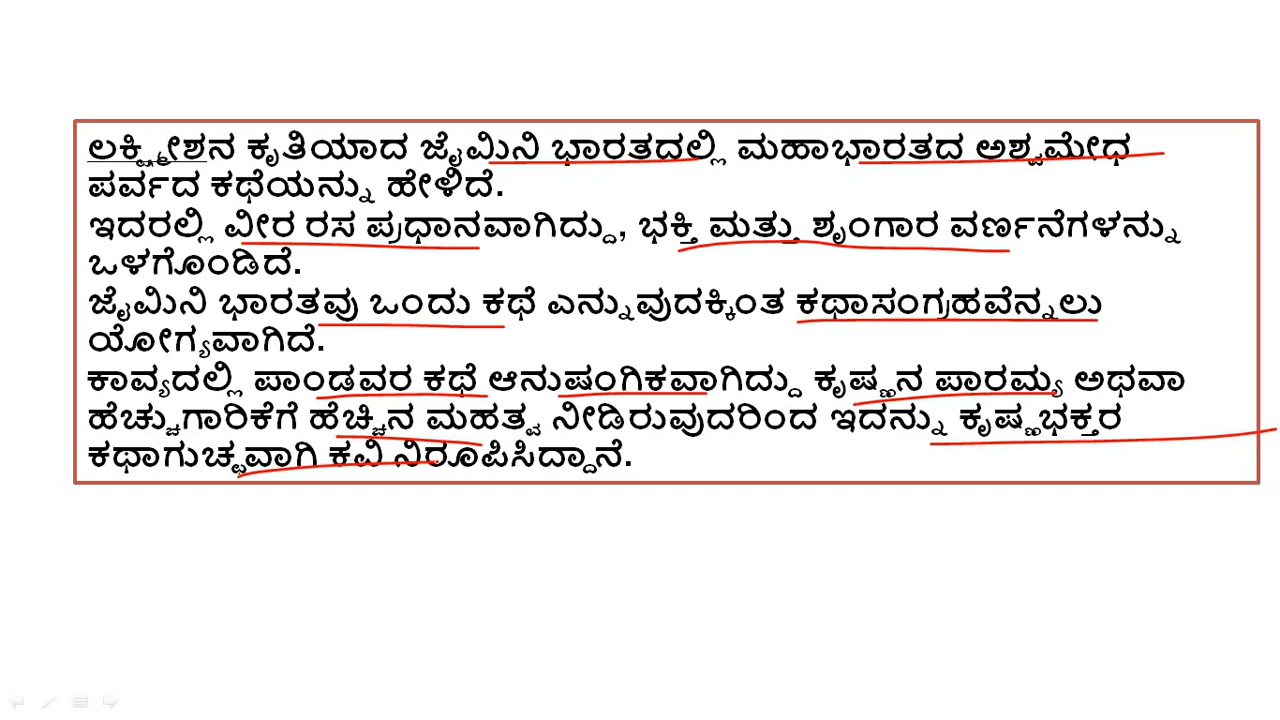 ಲಕ್ಷ್ಮೀಶನ ಕೃತಿಯಾದ ಜೈಮಿನಿ ಭಾರತದಲ್ಲಿ ಮಹಾಭಾರತದ ಅಶ್ವಮೇಧ
ಪರ್ವದ ಕಥೆಯನ್ನು ಹೇಳಿದೆ.
ಇದರಲ್ಲಿ ವೀರ ರಸ ಪ್ರಧಾನವಾಗಿದ್ದು, ಭಕ್ತಿ ಮತ್ತು ಶೃಂಗಾರ ವರ್ಣನೆಗಳನ್ನು
ಒಳಗೊಂಡಿದೆ.
ಜೈಮಿನಿ ಭಾರತವು ಒಂದು ಕಥೆ ಎನ್ನುವುದಕ್ಕಿಂತ ಕಥಾಸಂಗ್ರಹವೆನ್ನಲು
ಯೋಗ್ಯವಾಗಿದೆ.
ಕಾವ್ಯದಲ್ಲಿ ಪಾಂಡವರ ಕಥೆ ಆನುಷಂಗಿಕವಾಗಿದ್ದು ಕೃಷ್ಣನ ಪಾರಮ್ಯ ಅಥವಾ
ಹೆಚ್ಚುಗಾರಿಕೆಗೆ ಹೆಚ್ಚಿನ ಮಹತ್ವ ನೀಡಿರುವುದರಿಂದ ಇದನ್ನು ಕೃಷ್ಣಭಕ್ತರ
ಕಥಾಗುಚ್ಛವಾಗಿ ಕವಿ ನಿರೂಪಿಸಿದ್ದಾನೆ.